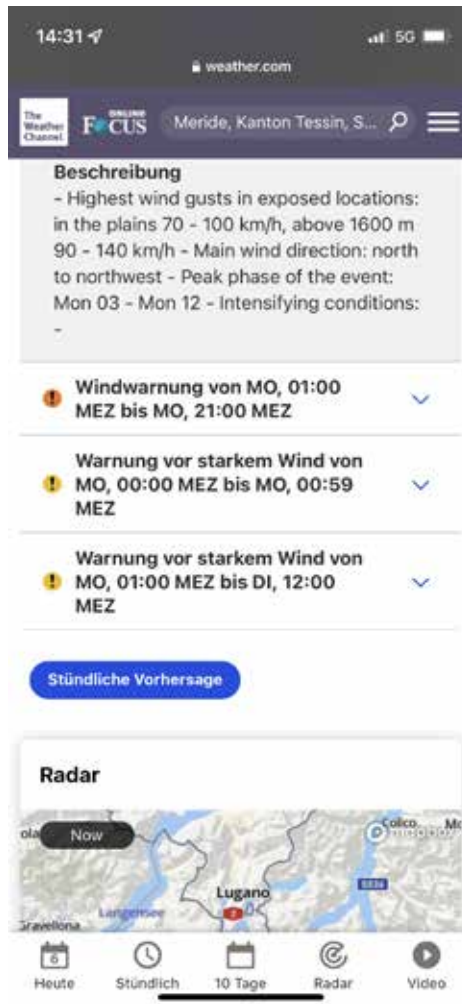 14:31
5G
weather.com
The
Weather
Channel
ONLINE
FOCUS
Meride, Kanton Tessin, S...
Beschreibung
- Highest wind gusts in exposed locations:
in the plains 70 - 100 km/h, above 1600 m
90 - 140 km/h - Main wind direction: north
to northwest - Peak phase of the event:
Mon 03 - Mon 12 - Intensifying conditions:
-
Windwarnung von MO, 01:00
MEZ bis MO, 21:00 MEZ
Warnung vor starkem Wind von
MO, 00:00 MEZ bis MO, 00:59
MEZ
Warnung vor starkem Wind von
MO, 01:00 MEZ bis DI, 12:00
MEZ
Stündliche Vorhersage
Radar
Now
Colico
Lugano
2
Langensee
Gravellona
6
Heute
Stündlich
10 Tage
Radar
Video